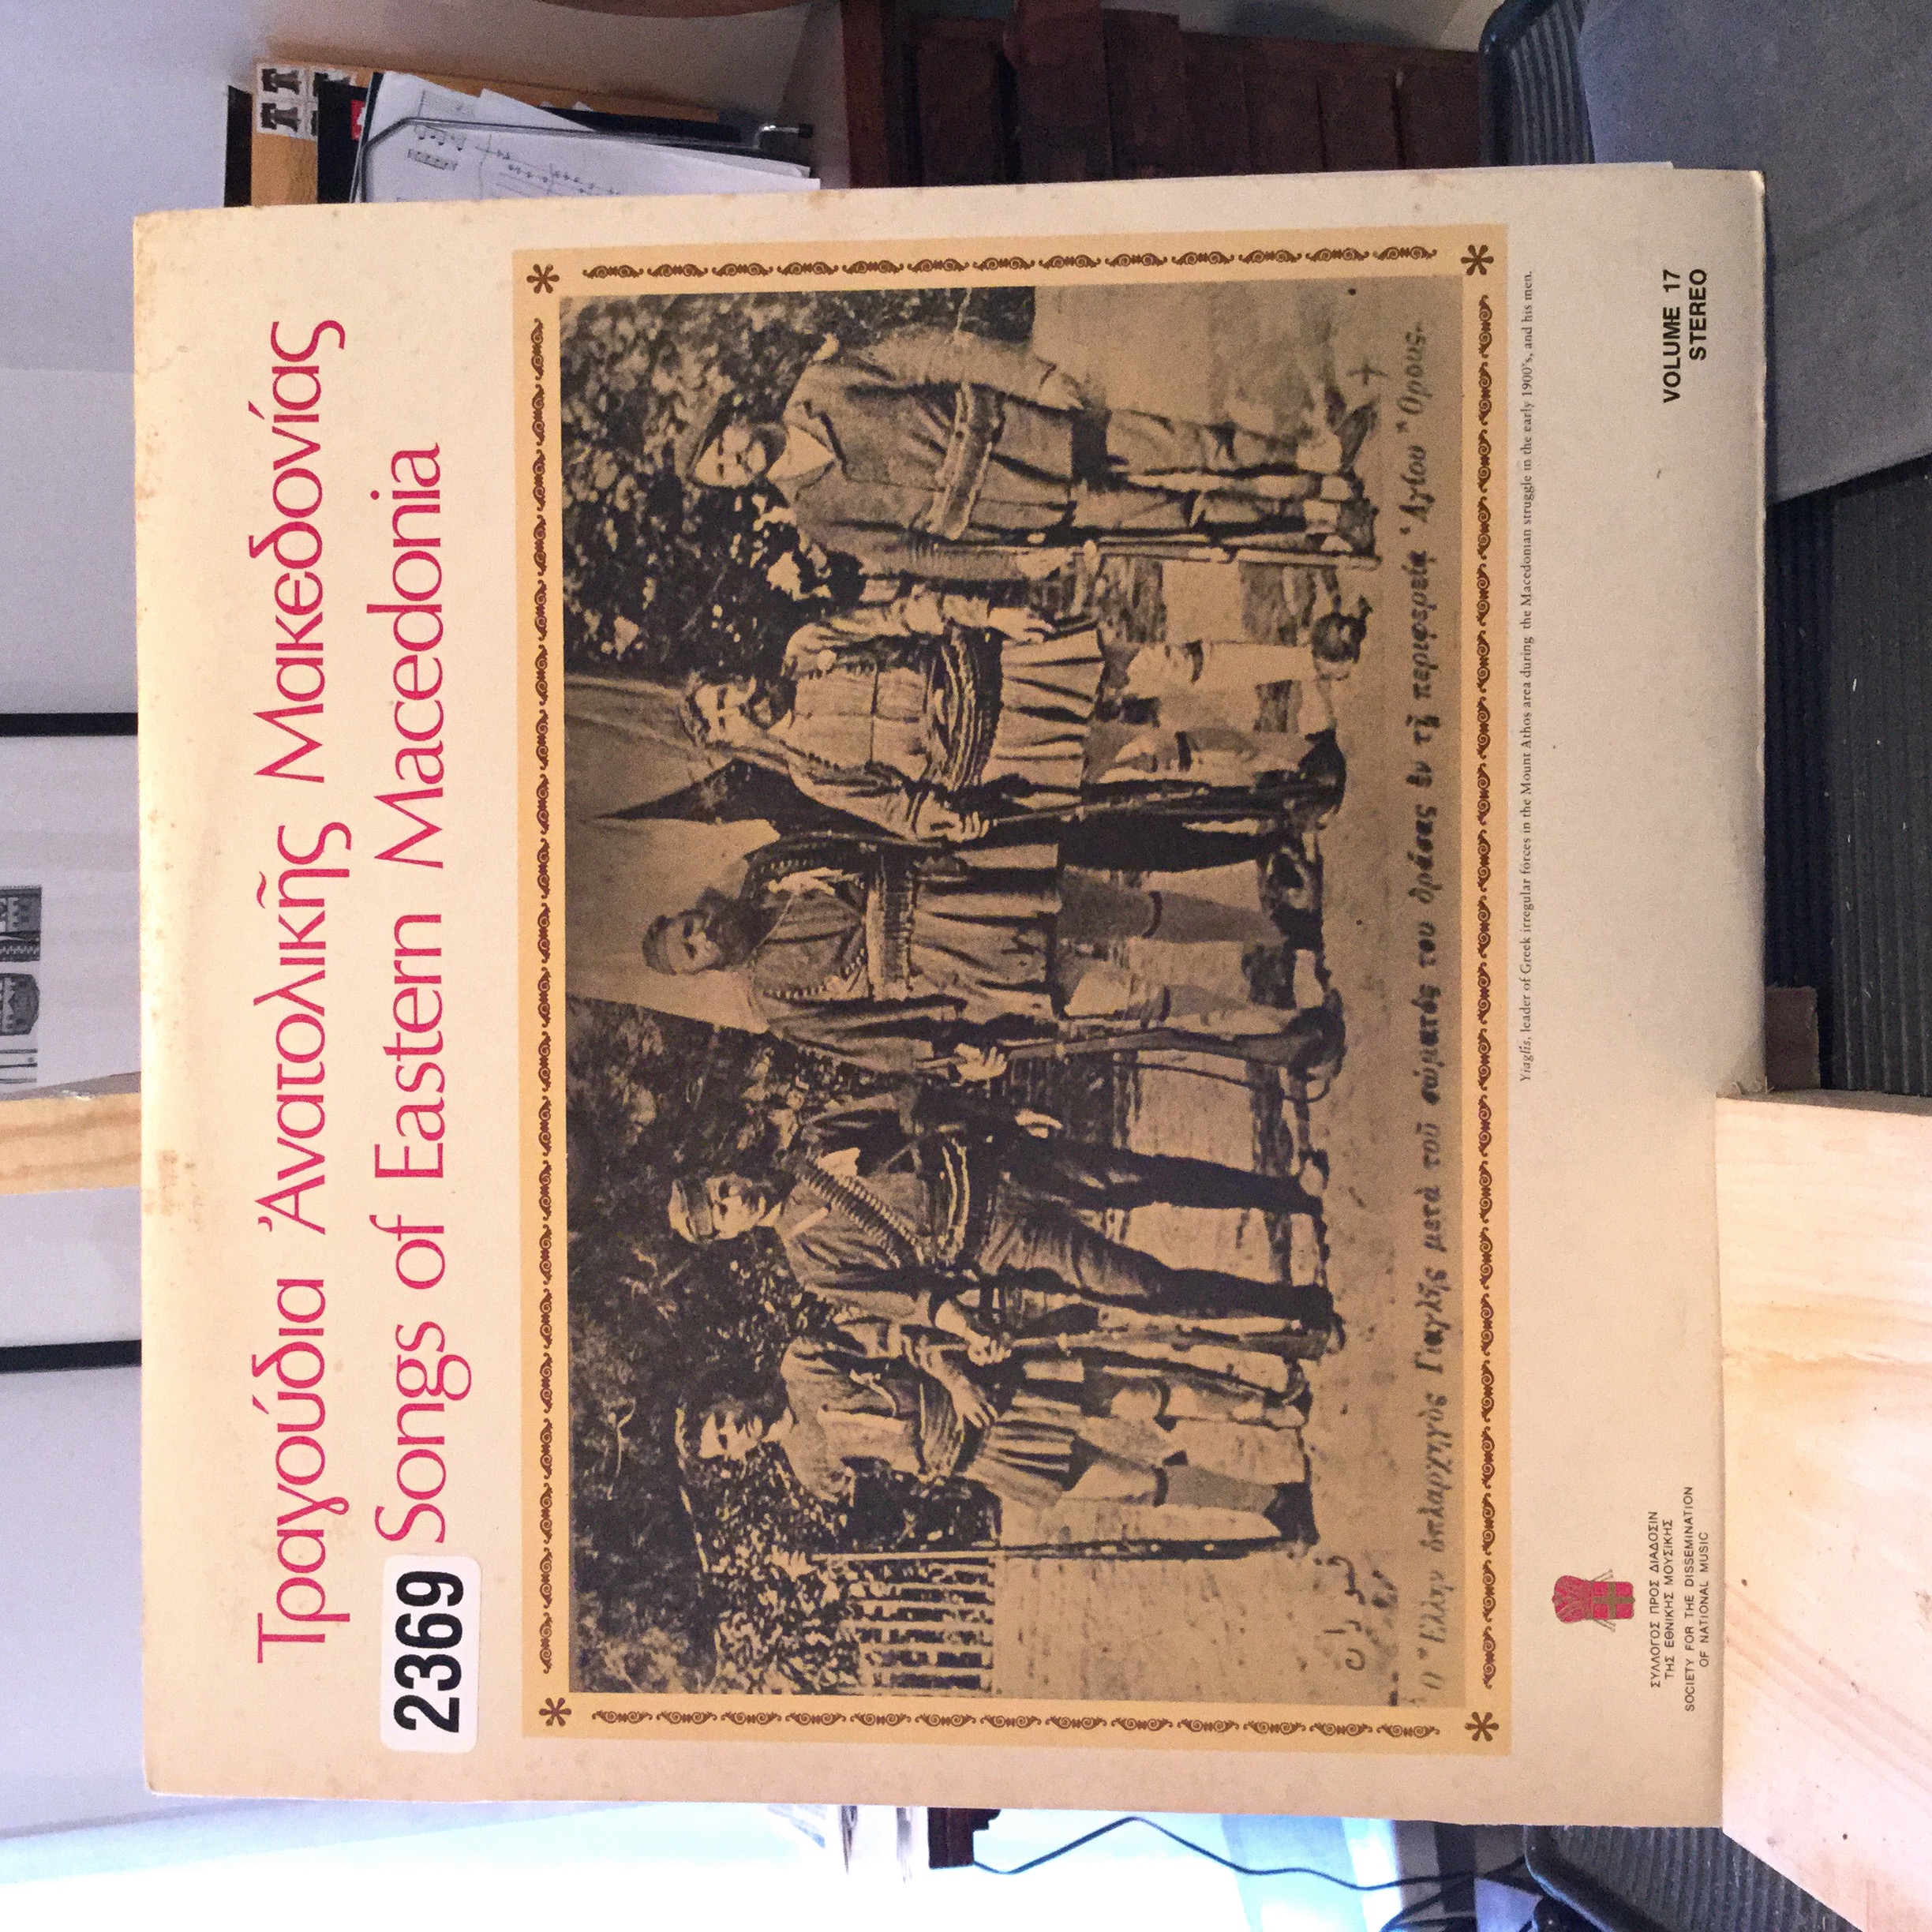 Τραγούδια Ἀνατολικῆς Μακεδονίας
Songs of Eastern Macedonia
2369
Ὁ Ἕλλην ὁπλαρχηγὸς Γιαγλῆς μετὰ τοῦ σώματός του δράσας ἐν τῇ περιφερείᾳ Ἁγίου Ὄρους.
Yiaglis, leader of Greek irregular forces in the Mount Athos area during the Macedonian struggle in the early 1900's, and his men.
ΣΥΛΛΟΓΟΣ ΠΡΟΣ ΔΙΑΔΟΣΙΝ
ΤΗΣ ΕΘΝΙΚΗΣ ΜΟΥΣΙΚΗΣ
SOCIETY FOR THE DISSEMINATION
OF NATIONAL MUSIC
VOLUME 17
STEREO